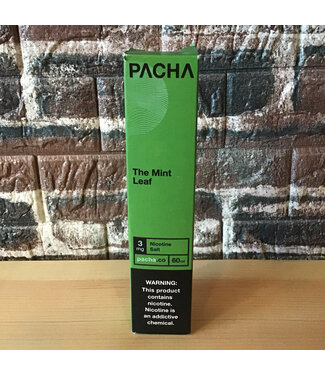 PACHA
The Mint
Leaf
3
mg
Nicotine
Salt
pacha.co
60ml
WARNING:
This product
contains
nicotine.
Nicotine is
an addictive
chemical.